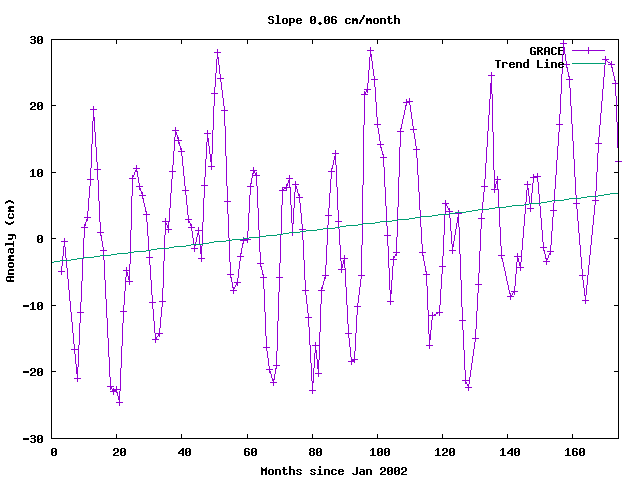 Slope 0.06 cm/month
GRACE
Trend Line
Anomaly (cm)
30
20
10
0
-10
-20
-30
0 20 40 60 80 100 120 140 160
Months since Jan 2002